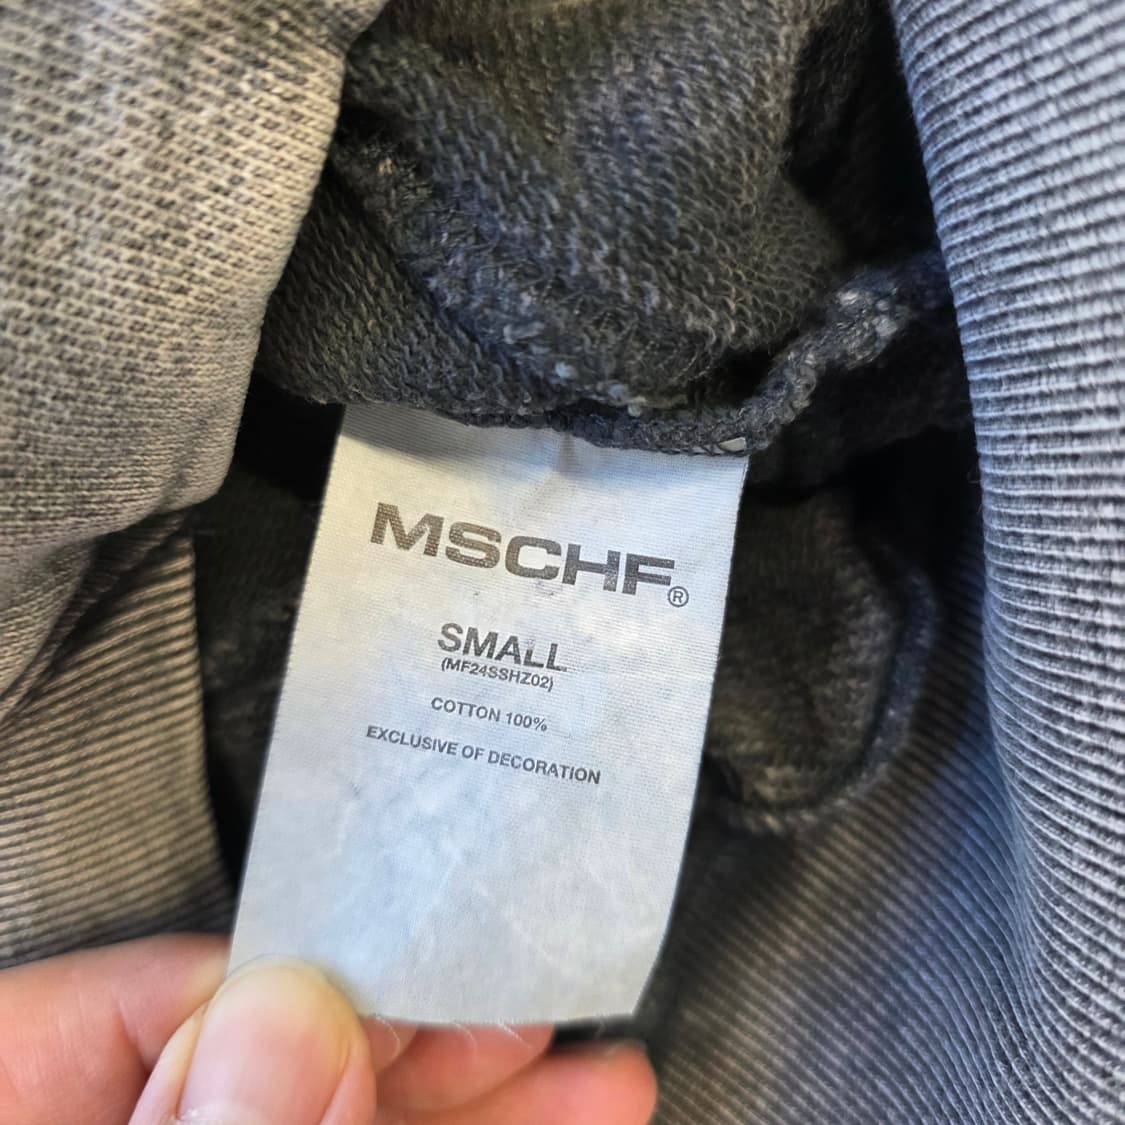 MSCHF®
SMALL
(MF24SSHZ02)
COTTON 100%
EXCLUSIVE OF DECORATION